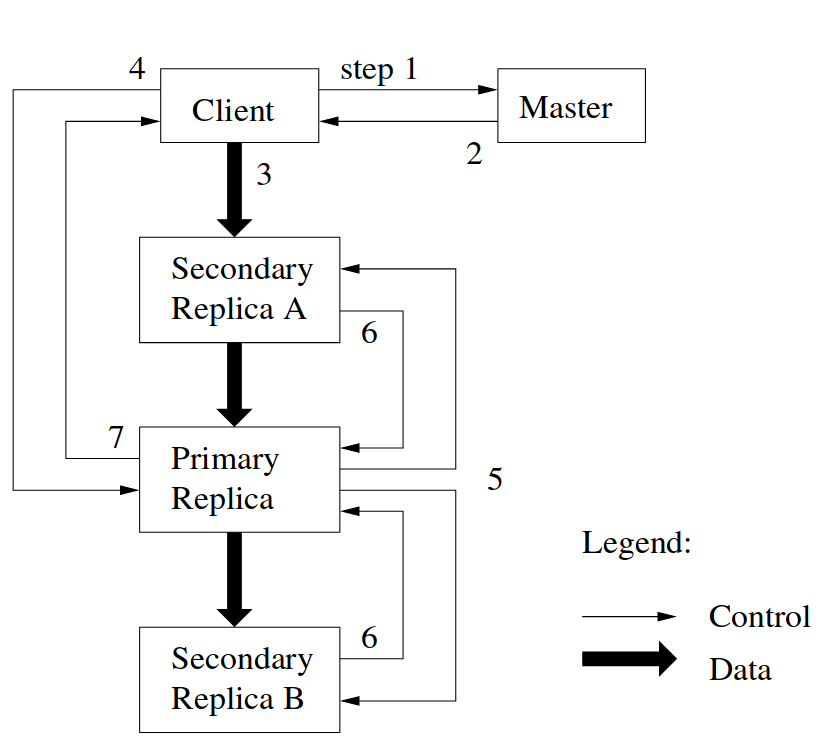 4
step 1
Client
Master
2
3
Secondary
Replica A
6
7
Primary
Replica
5
Legend:
Control
6
Secondary
Replica B
Data